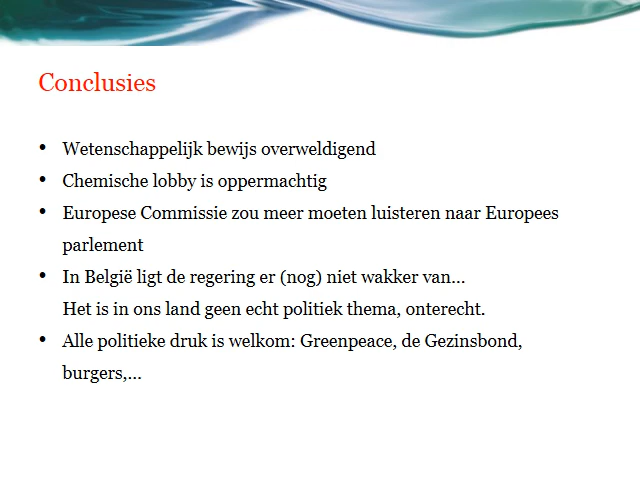 Conclusies
• Wetenschappelijk bewijs overweldigend
• Chemische lobby is oppermachtig
• Europese Commissie zou meer moeten luisteren naar Europees
parlement
• In België ligt de regering er (nog) niet wakker van...
Het is in ons land geen echt politiek thema, onterecht.
• Alle politieke druk is welkom: Greenpeace, de Gezinsbond,
burgers,...